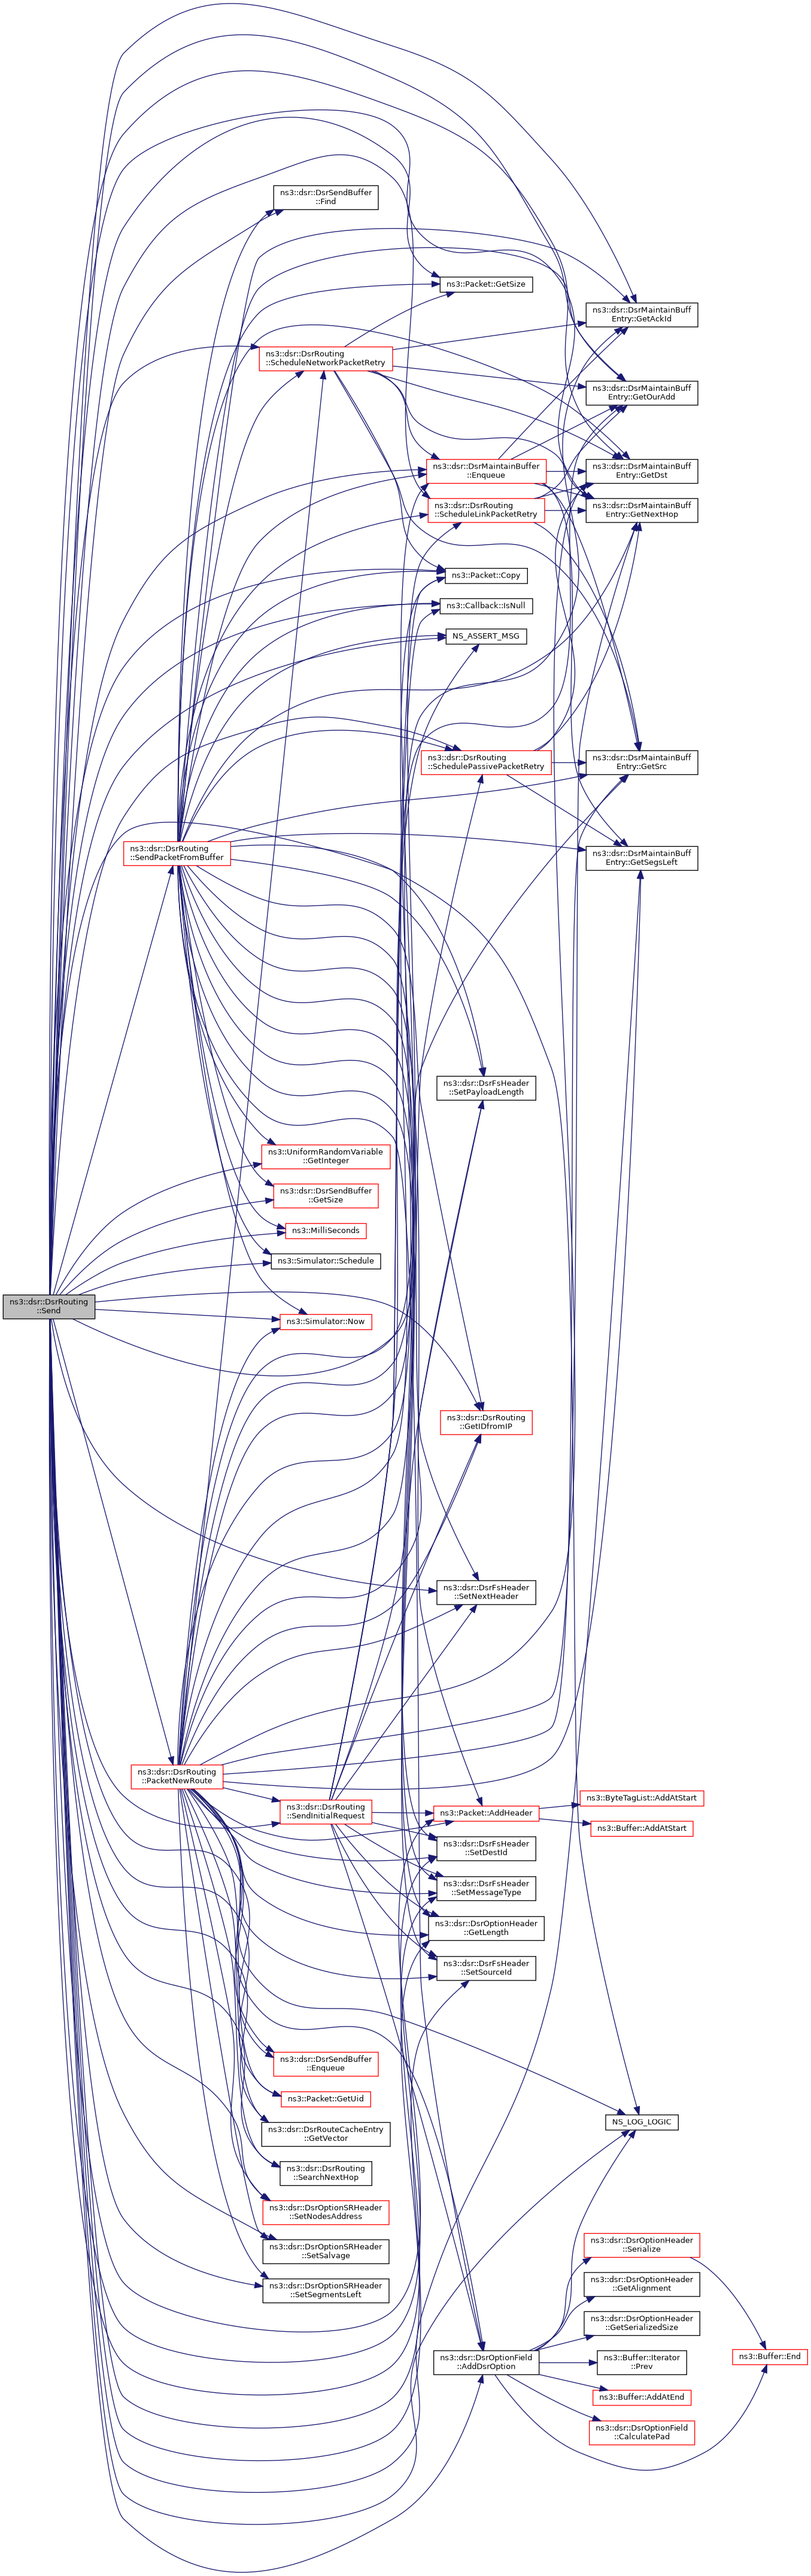 ns3::dsr::DsrSendBuffer
::Find
ns3::Packet::GetSize
ns3::dsr::DsrMaintainBuff
Entry::GetAckId
ns3::dsr::DsrRouting
::ScheduleNetworkPacketRetry
ns3::dsr::DsrMaintainBuff
Entry::GetOurAdd
ns3::dsr::DsrMaintainBuffer
::Enqueue
ns3::dsr::DsrMaintainBuff
Entry::GetDst
ns3::dsr::DsrRouting
::ScheduleLinkPacketRetry
ns3::dsr::DsrMaintainBuff
Entry::GetNextHop
ns3::Packet::Copy
ns3::Callback::IsNull
NS_ASSERT_MSG
ns3::dsr::DsrRouting
::SchedulePassivePacketRetry
ns3::dsr::DsrMaintainBuff
Entry::GetSrc
ns3::dsr::DsrRouting
::SendPacketFromBuffer
ns3::dsr::DsrMaintainBuff
Entry::GetSegsLeft
ns3::dsr::DsrFsHeader
::SetPayloadLength
ns3::UniformRandomVariable
::GetInteger
ns3::dsr::DsrSendBuffer
::GetSize
ns3::MilliSeconds
ns3::Simulator::Schedule
ns3::dsr::DsrRouting
::Send
ns3::Simulator::Now
ns3::dsr::DsrRouting
::GetIDfromIP
ns3::dsr::DsrFsHeader
::SetNextHeader
ns3::dsr::DsrRouting
::PacketNewRoute
ns3::dsr::DsrRouting
::SendInitialRequest
ns3::Packet::AddHeader
ns3::ByteTagList::AddAtStart
ns3::Buffer::AddAtStart
ns3::dsr::DsrFsHeader
::SetDestId
ns3::dsr::DsrFsHeader
::SetMessageType
ns3::dsr::DsrOptionHeader
::GetLength
ns3::dsr::DsrFsHeader
::SetSourceId
ns3::dsr::DsrSendBuffer
::Enqueue
ns3::Packet::GetUid
ns3::dsr::DsrRouteCacheEntry
::GetVector
NS_LOG_LOGIC
ns3::dsr::DsrRouting
::SearchNextHop
ns3::dsr::DsrOptionSRHeader
::SetNodesAddress
ns3::dsr::DsrOptionSRHeader
::SetSalvage
ns3::dsr::DsrOptionHeader
::Serialize
ns3::dsr::DsrOptionSRHeader
::SetSegmentsLeft
ns3::dsr::DsrOptionHeader
::GetAlignment
ns3::dsr::DsrOptionHeader
::GetSerializedSize
ns3::dsr::DsrOptionField
::AddDsrOption
ns3::Buffer::Iterator
::Prev
ns3::Buffer::End
ns3::Buffer::AddAtEnd
ns3::dsr::DsrOptionField
::CalculatePad